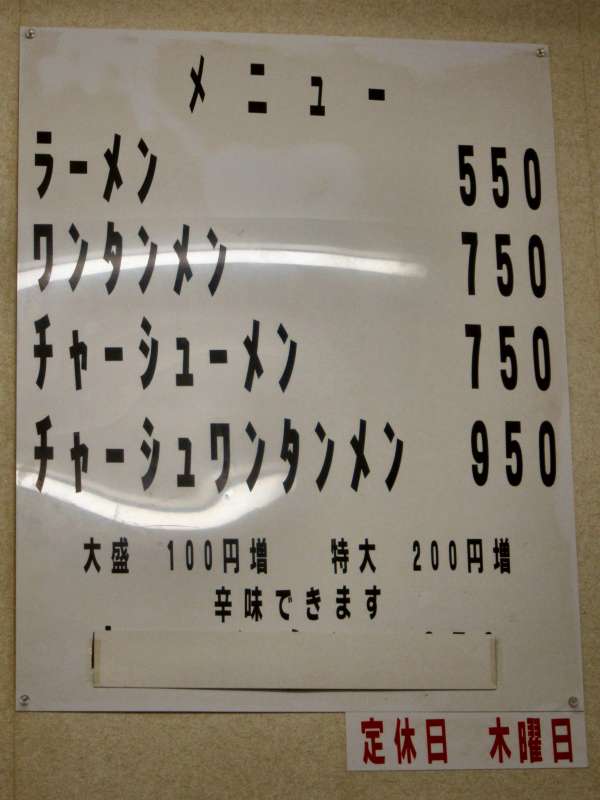 メニュー
ラーメン 550
ワンタンメン 750
チャーシューメン 750
チャーシュワンタンメン 950
大盛 100円増 特大 200円増
辛味できます
定休日 木曜日